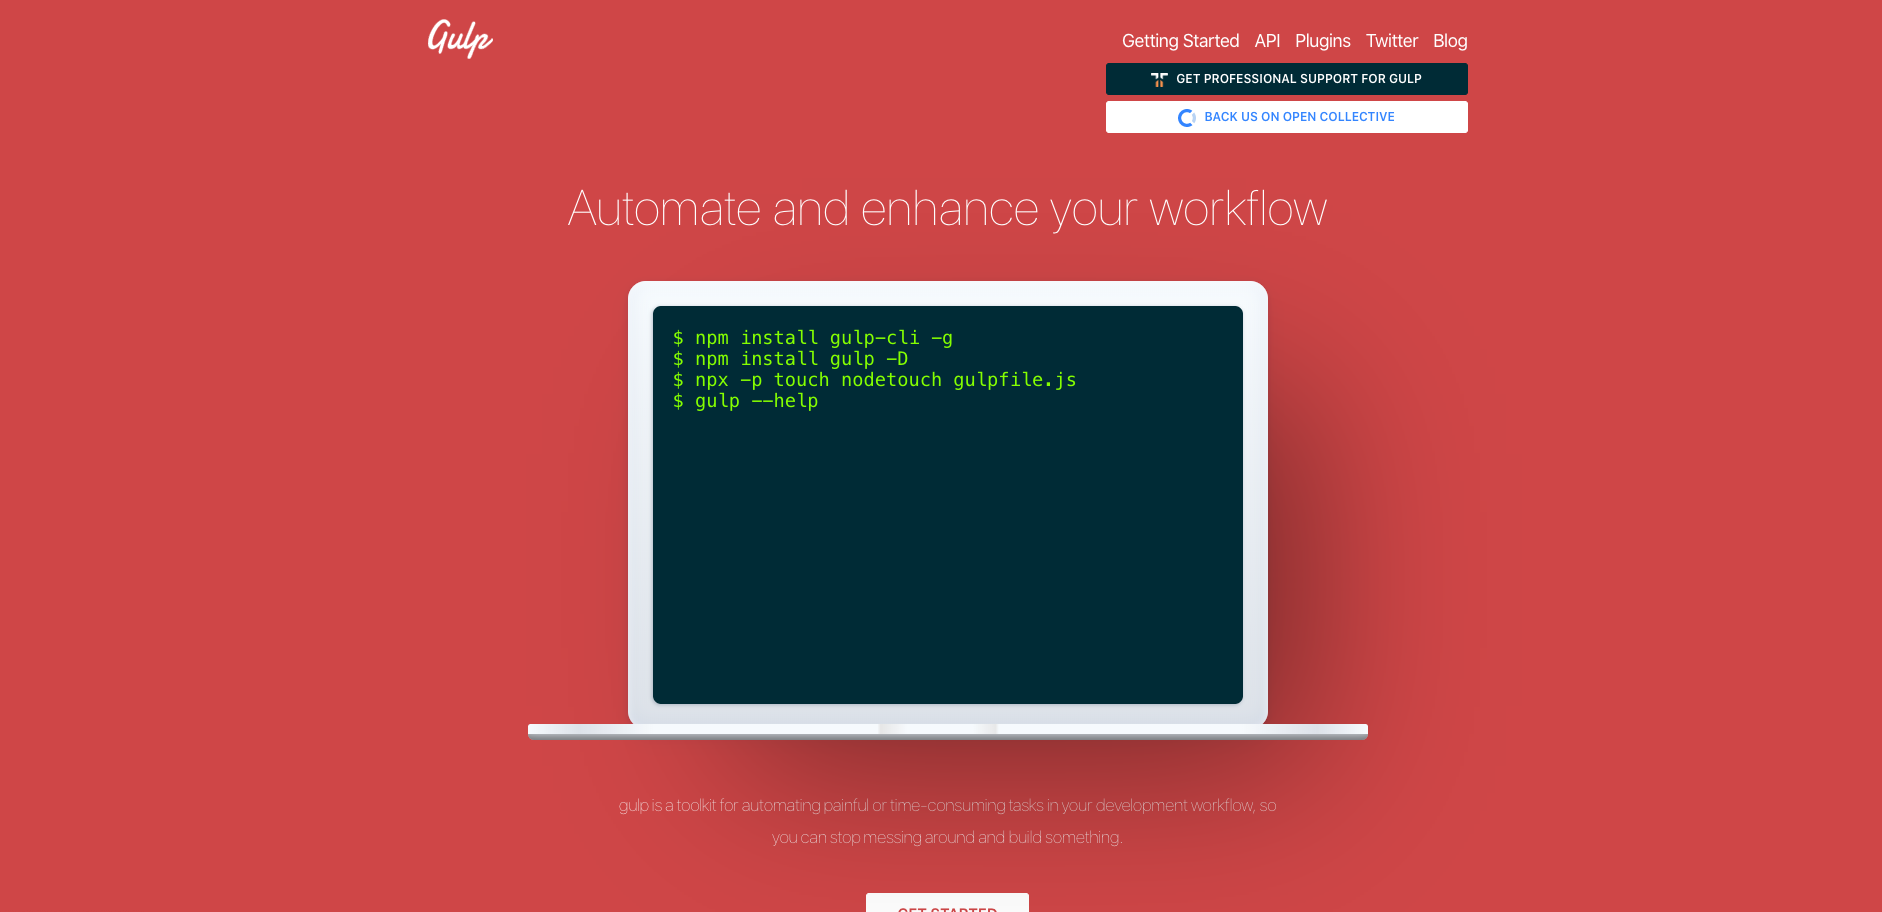 Gulp
Getting Started API Plugins Twitter Blog
GET PROFESSIONAL SUPPORT FOR GULP
BACK US ON OPEN COLLECTIVE
Automate and enhance your workflow
$ npm install gulp-cli -g
$ npm install gulp -D
$ npx -p touch nodetouch gulpfile.js
$ gulp --help
gulp is a toolkit for automating painful or time-consuming tasks in your development workflow, so
you can stop messing around and build something.
GET STARTED